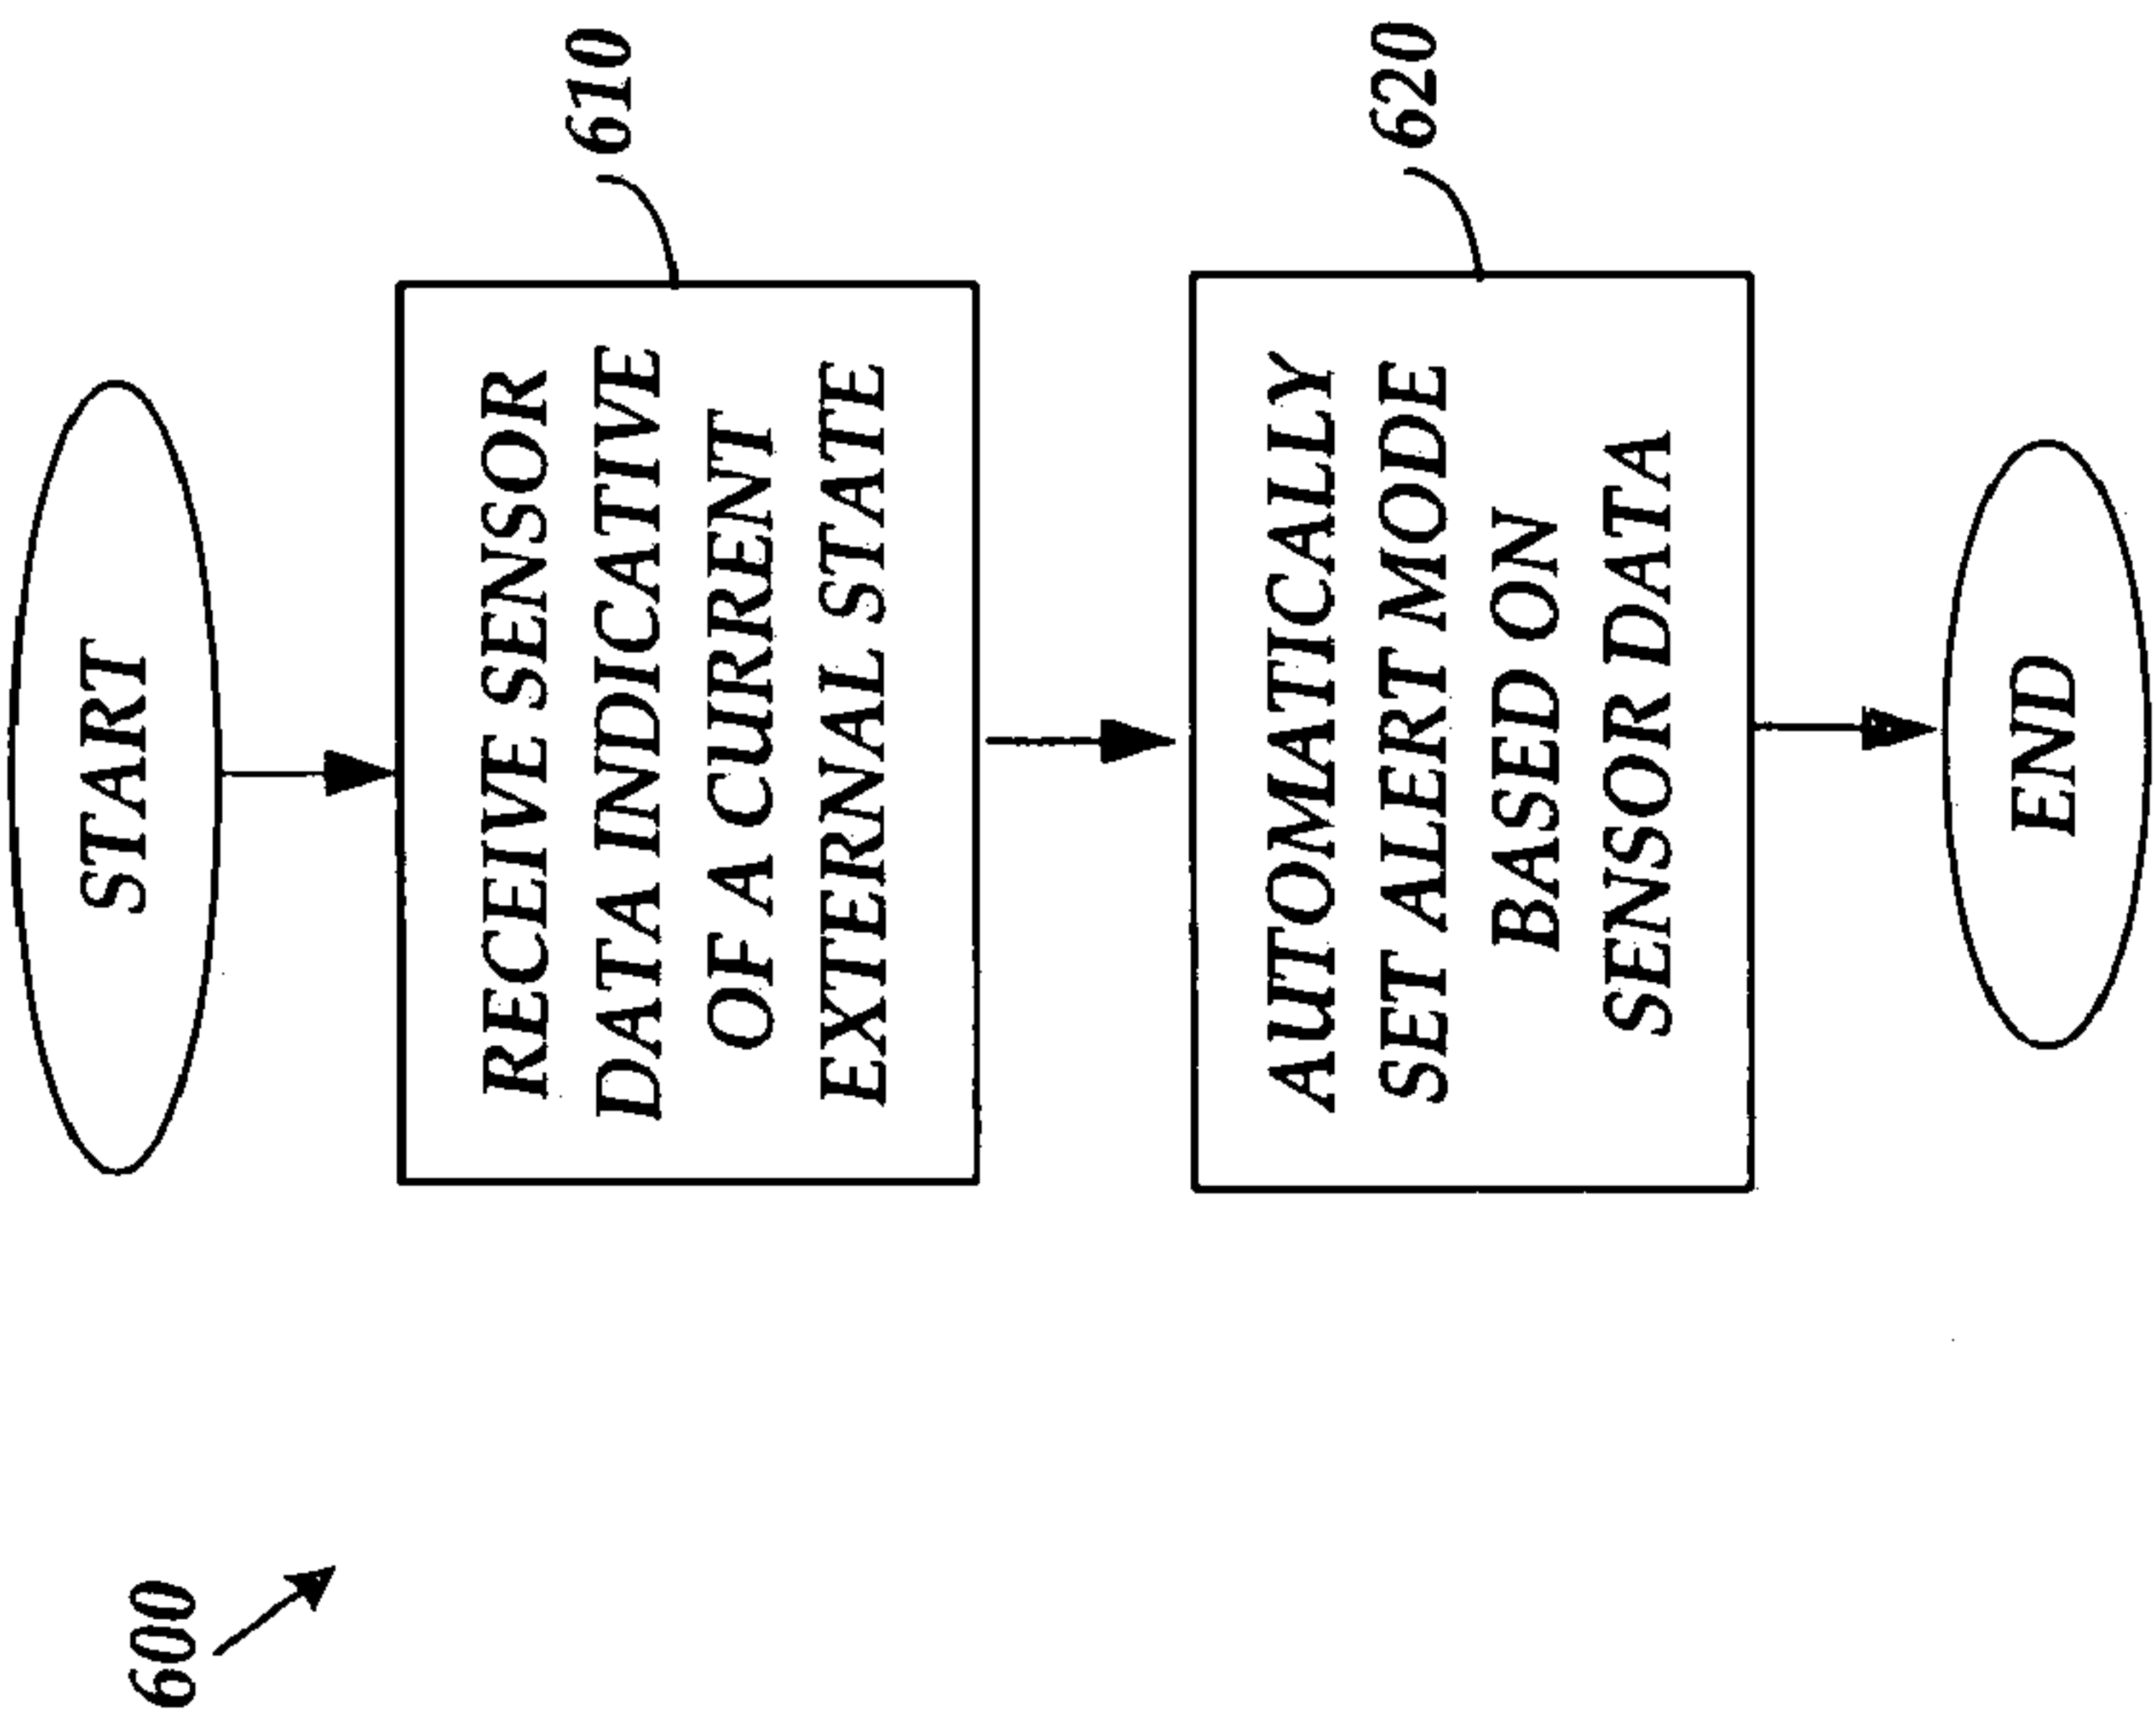 600
START
RECEIVE SENSOR
DATA INDICATIVE
OF A CURRENT
EXTERNAL STATE
610
AUTOMATICALLY
SET ALERT MODE
BASED ON
SENSOR DATA
620
END